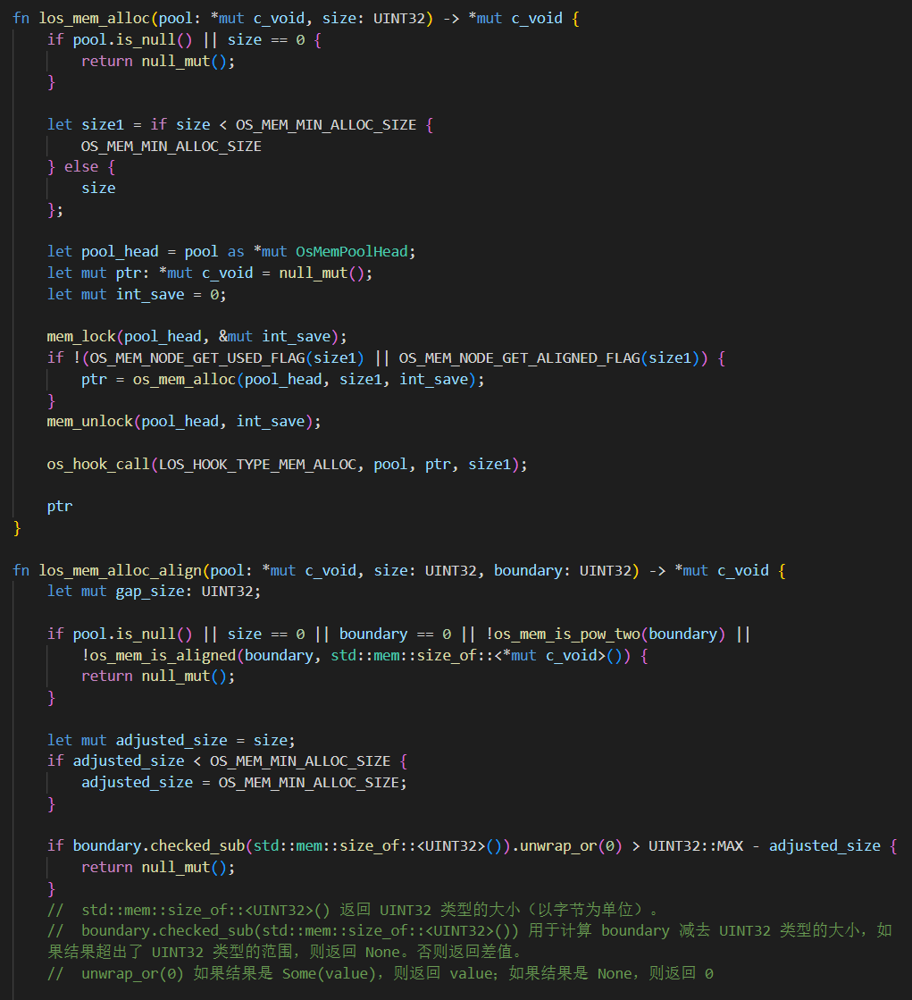 fn los_mem_alloc(pool: *mut c_void, size: UINT32) -> *mut c_void {
    if pool.is_null() || size == 0 {
        return null_mut();
    }

    let size1 = if size < OS_MEM_MIN_ALLOC_SIZE {
        OS_MEM_MIN_ALLOC_SIZE
    } else {
        size
    };

    let pool_head = pool as *mut OsMemPoolHead;
    let mut ptr: *mut c_void = null_mut();
    let mut int_save = 0;

    mem_lock(pool_head, &mut int_save);
    if !(OS_MEM_NODE_GET_USED_FLAG(size1) || OS_MEM_NODE_GET_ALIGNED_FLAG(size1)) {
        ptr = os_mem_alloc(pool_head, size1, int_save);
    }
    mem_unlock(pool_head, int_save);

    os_hook_call(LOS_HOOK_TYPE_MEM_ALLOC, pool, ptr, size1);

    ptr
}

fn los_mem_alloc_align(pool: *mut c_void, size: UINT32, boundary: UINT32) -> *mut c_void {
    let mut gap_size: UINT32;

    if pool.is_null() || size == 0 || boundary == 0 || !os_mem_is_pow_two(boundary) ||
        !os_mem_is_aligned(boundary, std::mem::size_of::<*mut c_void>()) {
        return null_mut();
    }

    let mut adjusted_size = size;
    if adjusted_size < OS_MEM_MIN_ALLOC_SIZE {
        adjusted_size = OS_MEM_MIN_ALLOC_SIZE;
    }

    if boundary.checked_sub(std::mem::size_of::<UINT32>()).unwrap_or(0) > UINT32::MAX - adjusted_size {
        return null_mut();
    }
    //  std::mem::size_of::<UINT32>() 返回 UINT32 类型的大小（以字节为单位）。
    //  boundary.checked_sub(std::mem::size_of::<UINT32>()) 用于计算 boundary 减去 UINT32 类型的大小，如
    果结果超出了 UINT32 类型的范围，则返回 None。否则返回差值。
    //  unwrap_or(0) 如果结果是 Some(value)，则返回 value；如果结果是 None，则返回 0